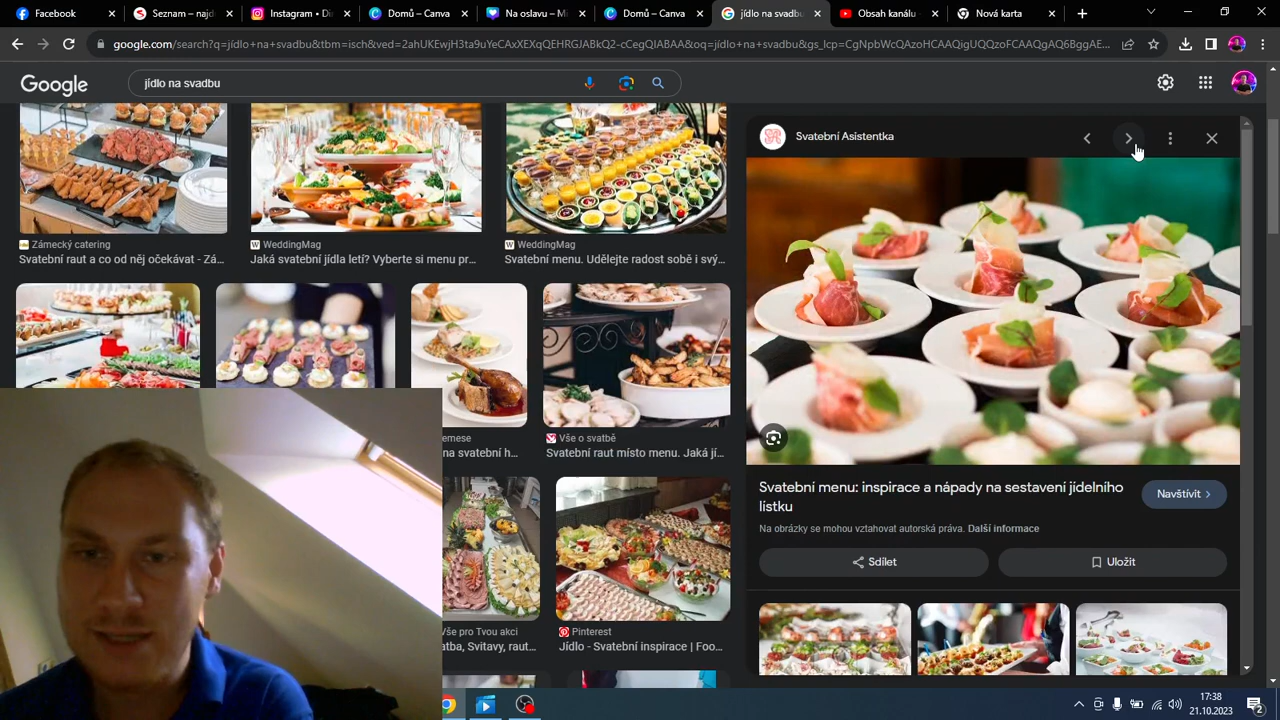 Facebook
Seznam – najd
Instagram • Di
Domů – Canva
Na oslavu – Mi
Domů – Canva
jídlo na svadbu
Obsah kanálu –
Nová karta
google.com/search?q=jídlo+na+svadbu&tbm=isch&ved=2ahUKEwjH3ta9uYeCAxXEXqQEHRGJABkQ2-cCegQIABAA&oq=jídlo+na+svadbu&gs_lcp=CgNpbWcQAzoHCAAQigUQQzoFCAAQgAQ6BggAE...
Google
jídlo na svadbu
Svatební Asistentka
Zámecký catering
Svatební raut a co od něj očekávat - Zá...
WeddingMag
Jaká svatební jídla letí? Vyberte si menu pr...
WeddingMag
Svatební menu. Udělejte radost sobě i svý...
emese
na svatební h...
Vše o svatbě
Svatební raut místo menu. Jaká jí...
Svatební menu: inspirace a nápady na sestavení jídelního
lístku
Navštívit
Na obrázky se mohou vztahovat autorská práva. Další informace
Sdílet
Uložit
Vše pro Tvou akci
atba, Svitavy, raut...
Pinterest
Jídlo - Svatební inspirace | Foo...
17:38
21.10.2023
2